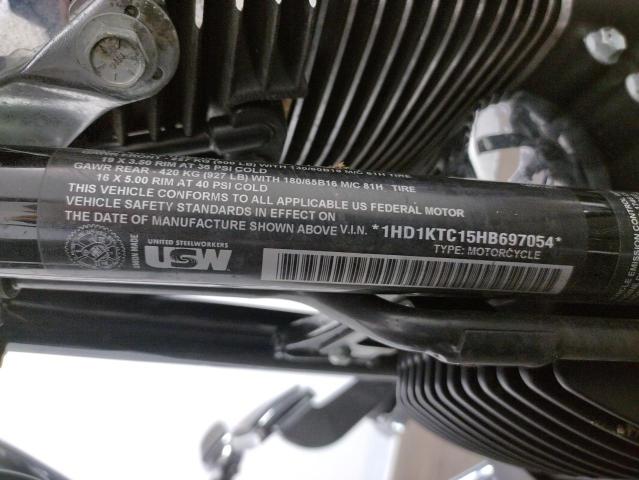 19 X 3.50 RIM AT 36 PSI COLD
GAWR REAR - 420 KG (927 LB) WITH 180/65B16 M/C 81H TIRE
16 X 5.00 RIM AT 40 PSI COLD
THIS VEHICLE CONFORMS TO ALL APPLICABLE US FEDERAL MOTOR
VEHICLE SAFETY STANDARDS IN EFFECT ON
THE DATE OF MANUFACTURE SHOWN ABOVE V.I.N. *1HD1KTC15HB697054*
TYPE: MOTORCYCLE
UNION MADE
UNITED STEELWORKERS
USW